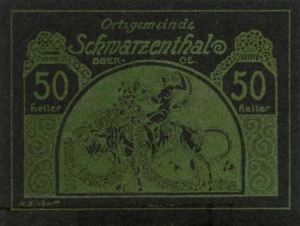 Ortsgemeinde
Schwarzenthal
OBER- OE.
50 50
heller heller